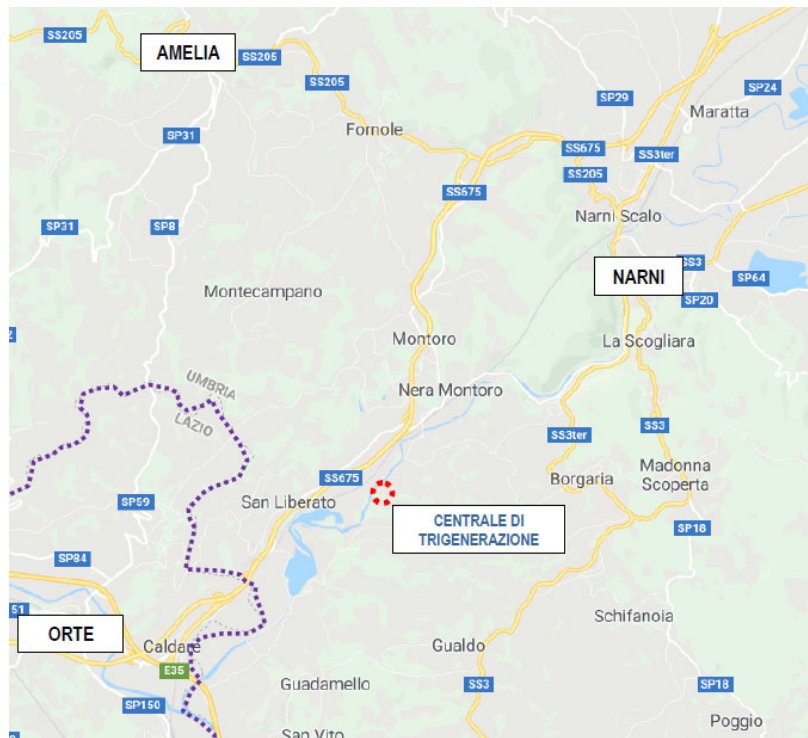 SS205
AMELIA
SS205
SS205
SP29
SP24
Maratta
Fornole
SP31
SS675
SS3ter
SS205
SS675
Narni Scalo
SP31
SP8
NARNI
SS3
SP64
SP20
Montecampano
Montoro
La Scogliara
Nera Montoro
UMBRIA
LAZIO
SS3ter
SS3
Borgaria
Madonna
Scoperta
SS675
San Liberato
SP59
CENTRALE DI
TRIGENERAZIONE
SP18
SP84
51
ORTE
Caldare
E35
Schifanoia
Gualdo
Guadamello
SS3
SP18
SP150
Poggio
San Vito